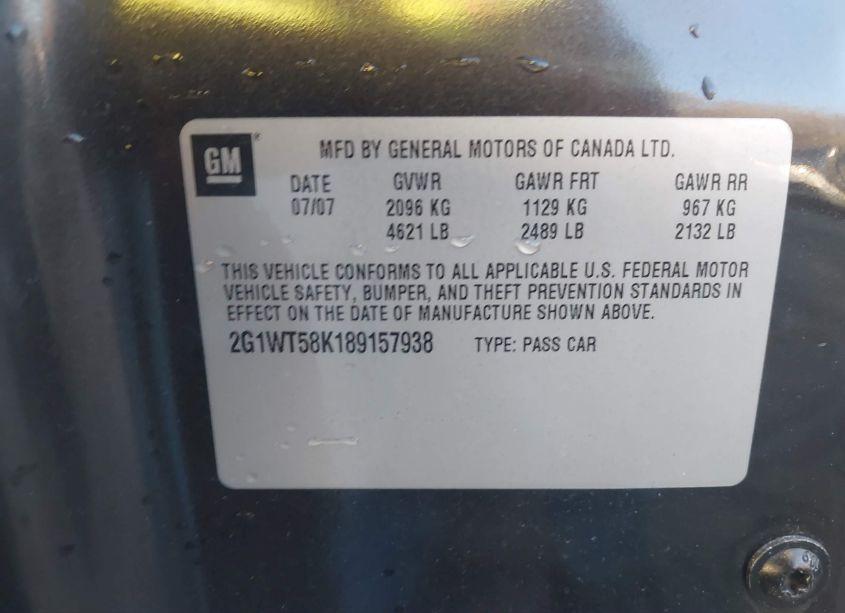 GM ® MFD BY GENERAL MOTORS OF CANADA LTD.
DATE GVWR GAWR FRT GAWR RR
07/07 2096 KG 1129 KG 967 KG
4621 LB 2489 LB 2132 LB
THIS VEHICLE CONFORMS TO ALL APPLICABLE U.S. FEDERAL MOTOR
VEHICLE SAFETY, BUMPER, AND THEFT PREVENTION STANDARDS IN
EFFECT ON THE DATE OF MANUFACTURE SHOWN ABOVE.
2G1WT58K189157938 TYPE: PASS CAR